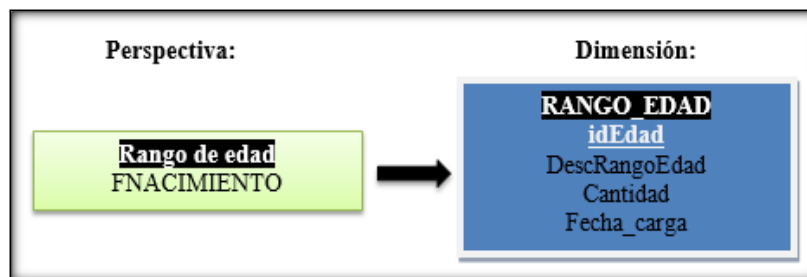 Perspectiva:
Dimensión:
Rango de edad
FNACIMIENTO
RANGO_EDAD
idEdad
DescRangoEdad
Cantidad
Fecha_carga